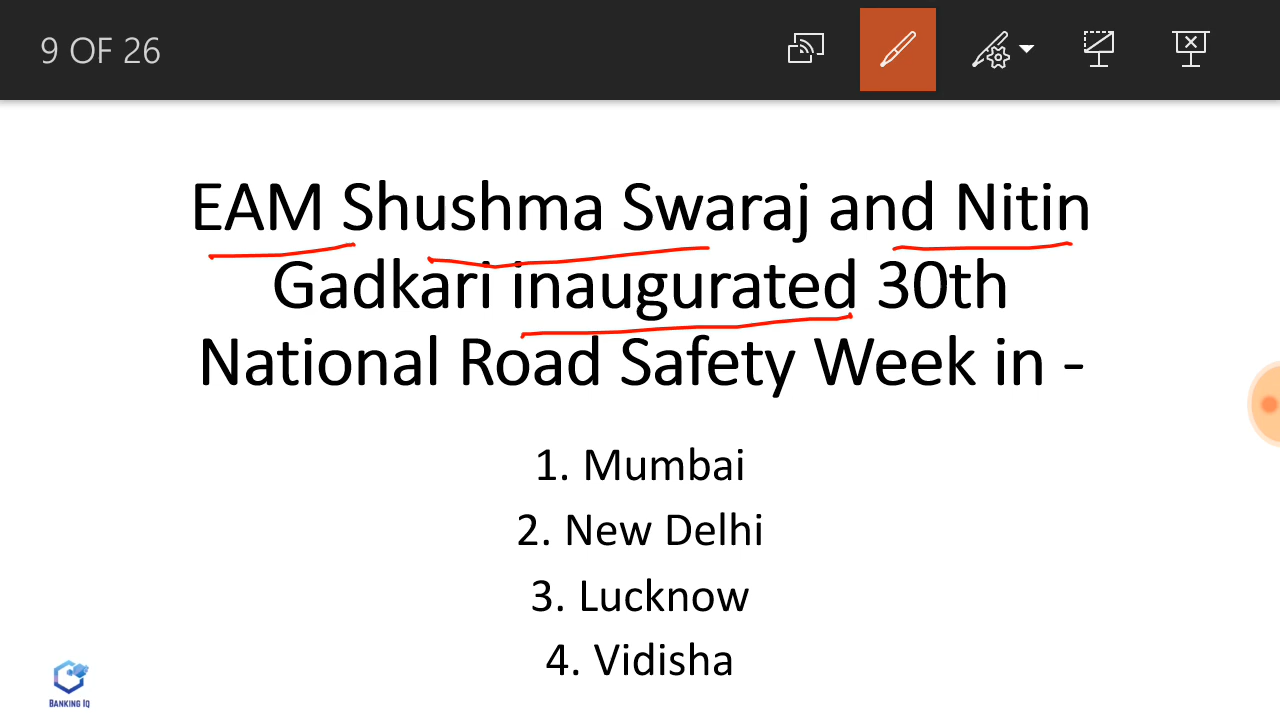 9 OF 26
EAM Shushma Swaraj and Nitin
Gadkari inaugurated 30th
National Road Safety Week in -
1. Mumbai
2. New Delhi
3. Lucknow
4. Vidisha
BANKING IQ